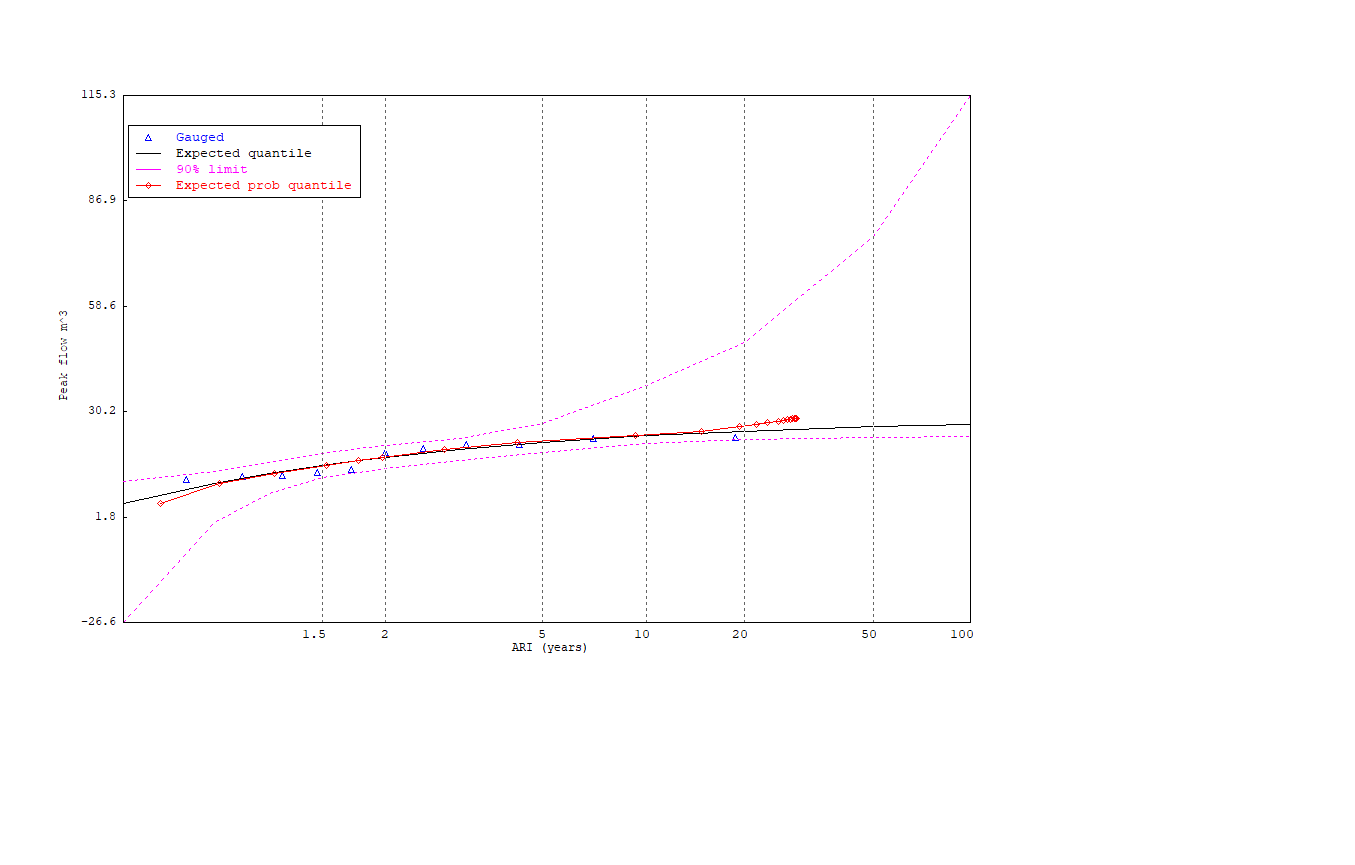 115.3
Gauged
Expected quantile
90% limit
Expected prob quantile
86.9
58.6
Peak flow m^3
30.2
1.8
-26.6
1.5 2 5 10 20 50 100
ARI (years)